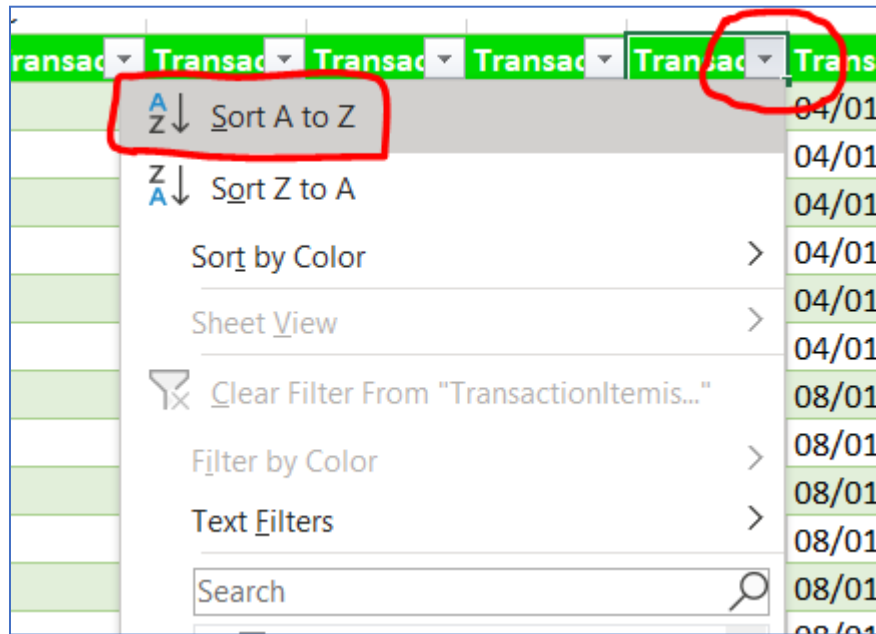 ransac Transac Transac Transac Transac Trans
Sort A to Z
04/01
04/01
Sort Z to A
04/01
Sort by Color
04/01
04/01
Sheet View
04/01
Clear Filter From "TransactionItemis..."
08/01
08/01
Filter by Color
08/01
Text Filters
08/01
Search
08/01
08/01